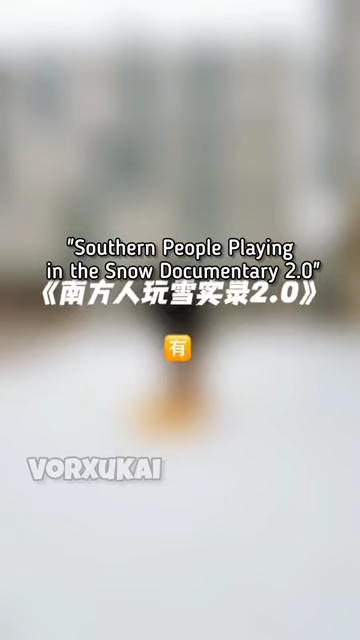 "Southern People Playing
in the Snow Documentary 2.0"
《南方人玩雪实录2.0》
有
VORXUKAI